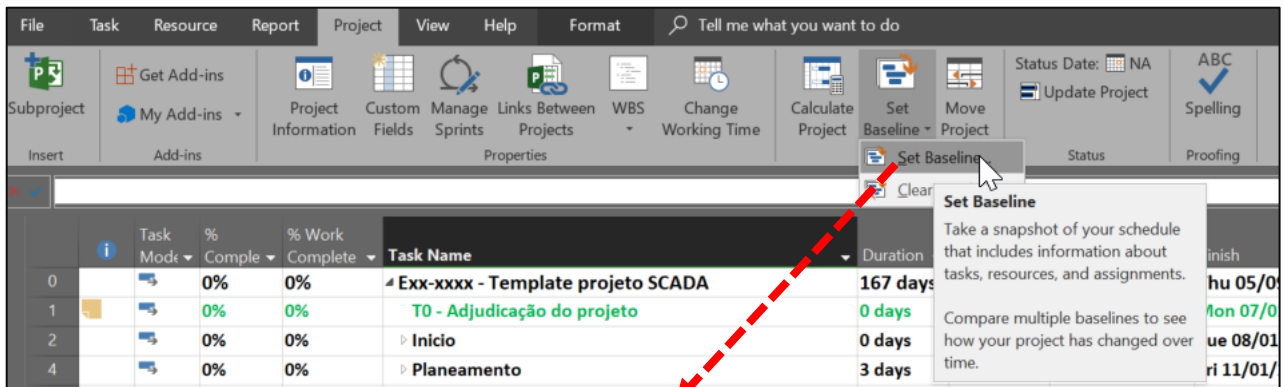 File Task Resource Report Project View Help Format Tell me what you want to do
Subproject
Get Add-ins
My Add-ins
Project Information
Custom Fields
Manage Sprints
Links Between Projects
WBS
Change Working Time
Calculate Project
Set Baseline
Move Project
Status Date: NA
Update Project
ABC
Spelling
Insert Add-ins Properties Status Proofing
Set Baseline...
Clear
Set Baseline
Take a snapshot of your schedule
that includes information about
tasks, resources, and assignments.
Compare multiple baselines to see
how your project has changed over
time.
Task Mode % Comple % Work Complete Task Name Duration inish
0 0% 0% Exx-xxxx - Template projeto SCADA 167 days hu 05/09
1 0% 0% T0 - Adjudicação do projeto 0 days Mon 07/0
2 0% 0% Inicio 0 days ue 08/01
4 0% 0% Planeamento 3 days ri 11/01/